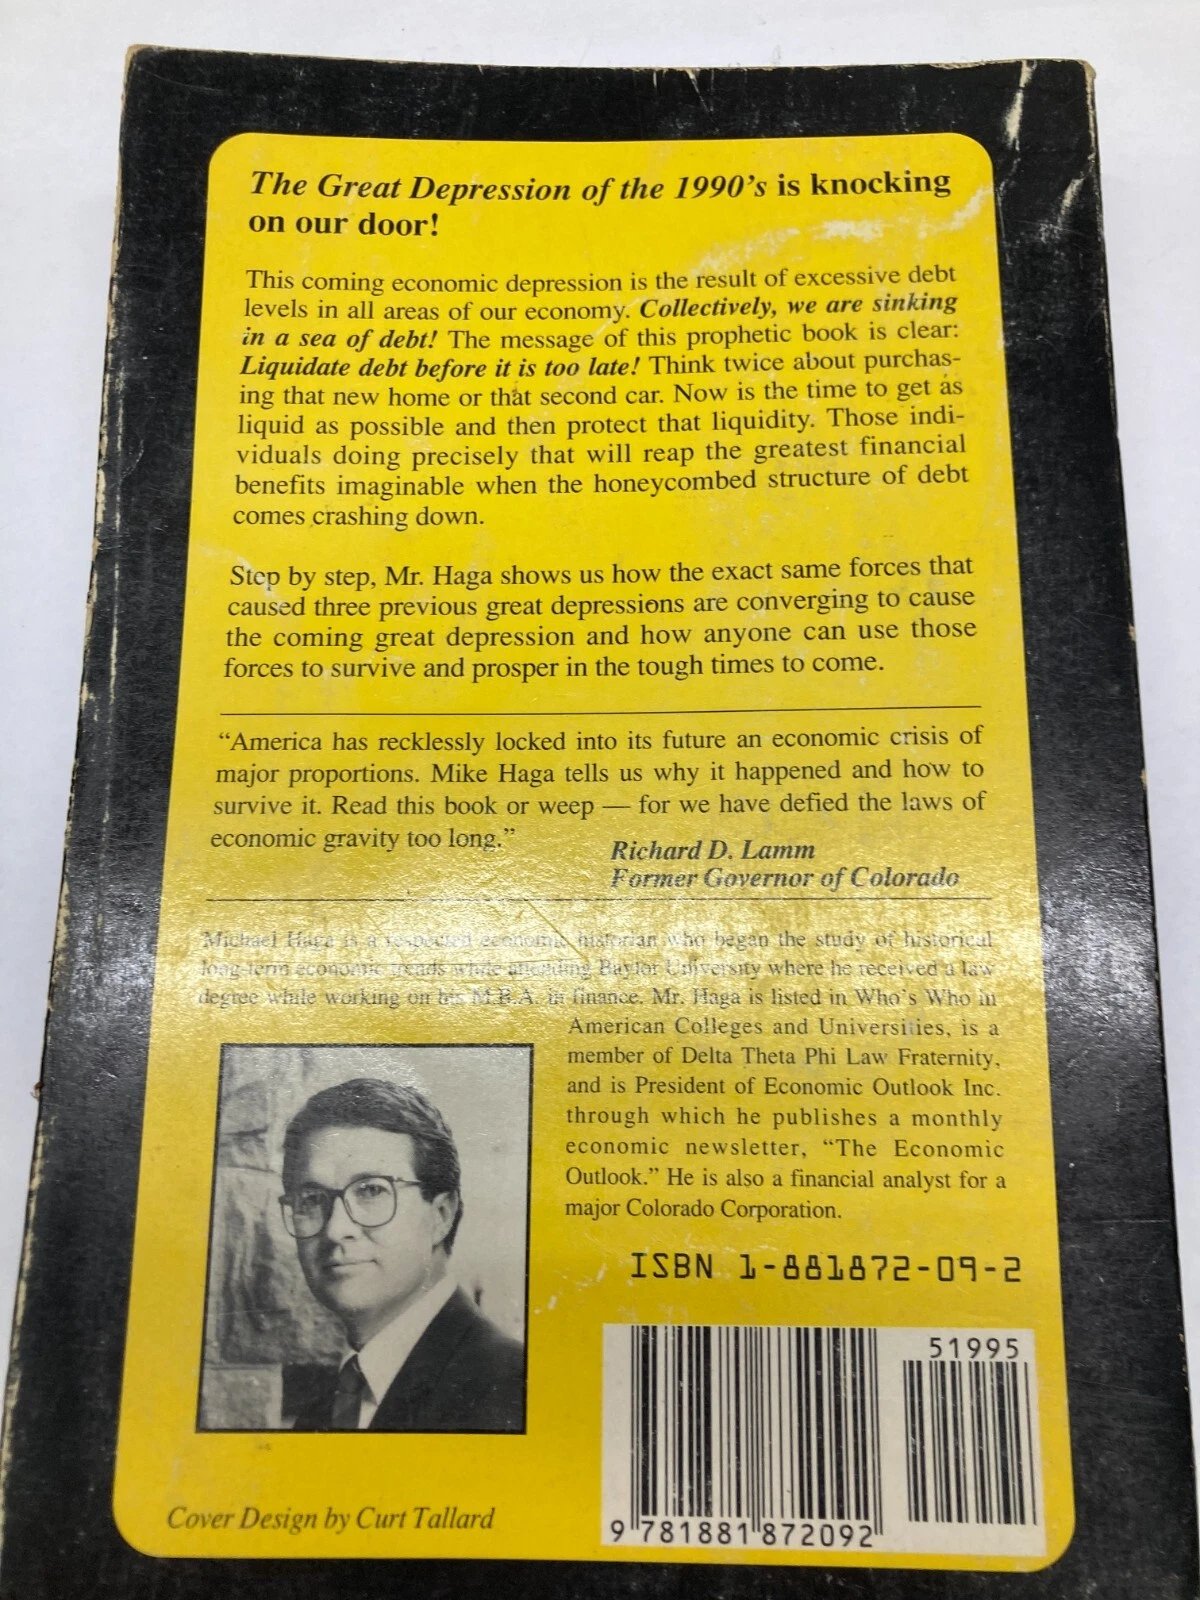 The Great Depression of the 1990's is knocking
on our door!
This coming economic depression is the result of excessive debt
levels in all areas of our economy. Collectively, we are sinking
in a sea of debt! The message of this prophetic book is clear:
Liquidate debt before it is too late! Think twice about purchas-
ing that new home or that second car. Now is the time to get as
liquid as possible and then protect that liquidity. Those indi-
viduals doing precisely that will reap the greatest financial
benefits imaginable when the honeycombed structure of debt
comes crashing down.
Step by step, Mr. Haga shows us how the exact same forces that
caused three previous great depressions are converging to cause
the coming great depression and how anyone can use those
forces to survive and prosper in the tough times to come.
“America has recklessly locked into its future an economic crisis of
major proportions. Mike Haga tells us why it happened and how to
survive it. Read this book or weep — for we have defied the laws of
economic gravity too long.”
Richard D. Lamm
Former Governor of Colorado
Michael Haga is a respected economic historian who began the study of historical
long-term economic trends while attending Baylor University where he received a law
degree while working on his M.B.A. in finance. Mr. Haga is listed in Who's Who in
American Colleges and Universities, is a
member of Delta Theta Phi Law Fraternity,
and is President of Economic Outlook Inc.
through which he publishes a monthly
economic newsletter, “The Economic
Outlook.” He is also a financial analyst for a
major Colorado Corporation.
ISBN 1-881872-09-2
51995
9 781881 872092
Cover Design by Curt Tallard